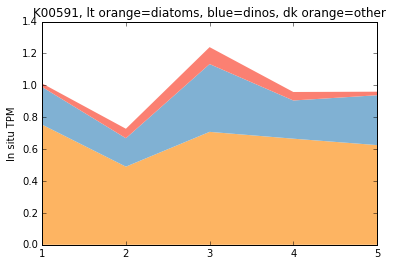 K00591, lt orange=diatoms, blue=dinos, dk orange=other
1.4
1.2
1.0
0.8
0.6
0.4
0.2
0.0
In situ TPM
1 2 3 4 5